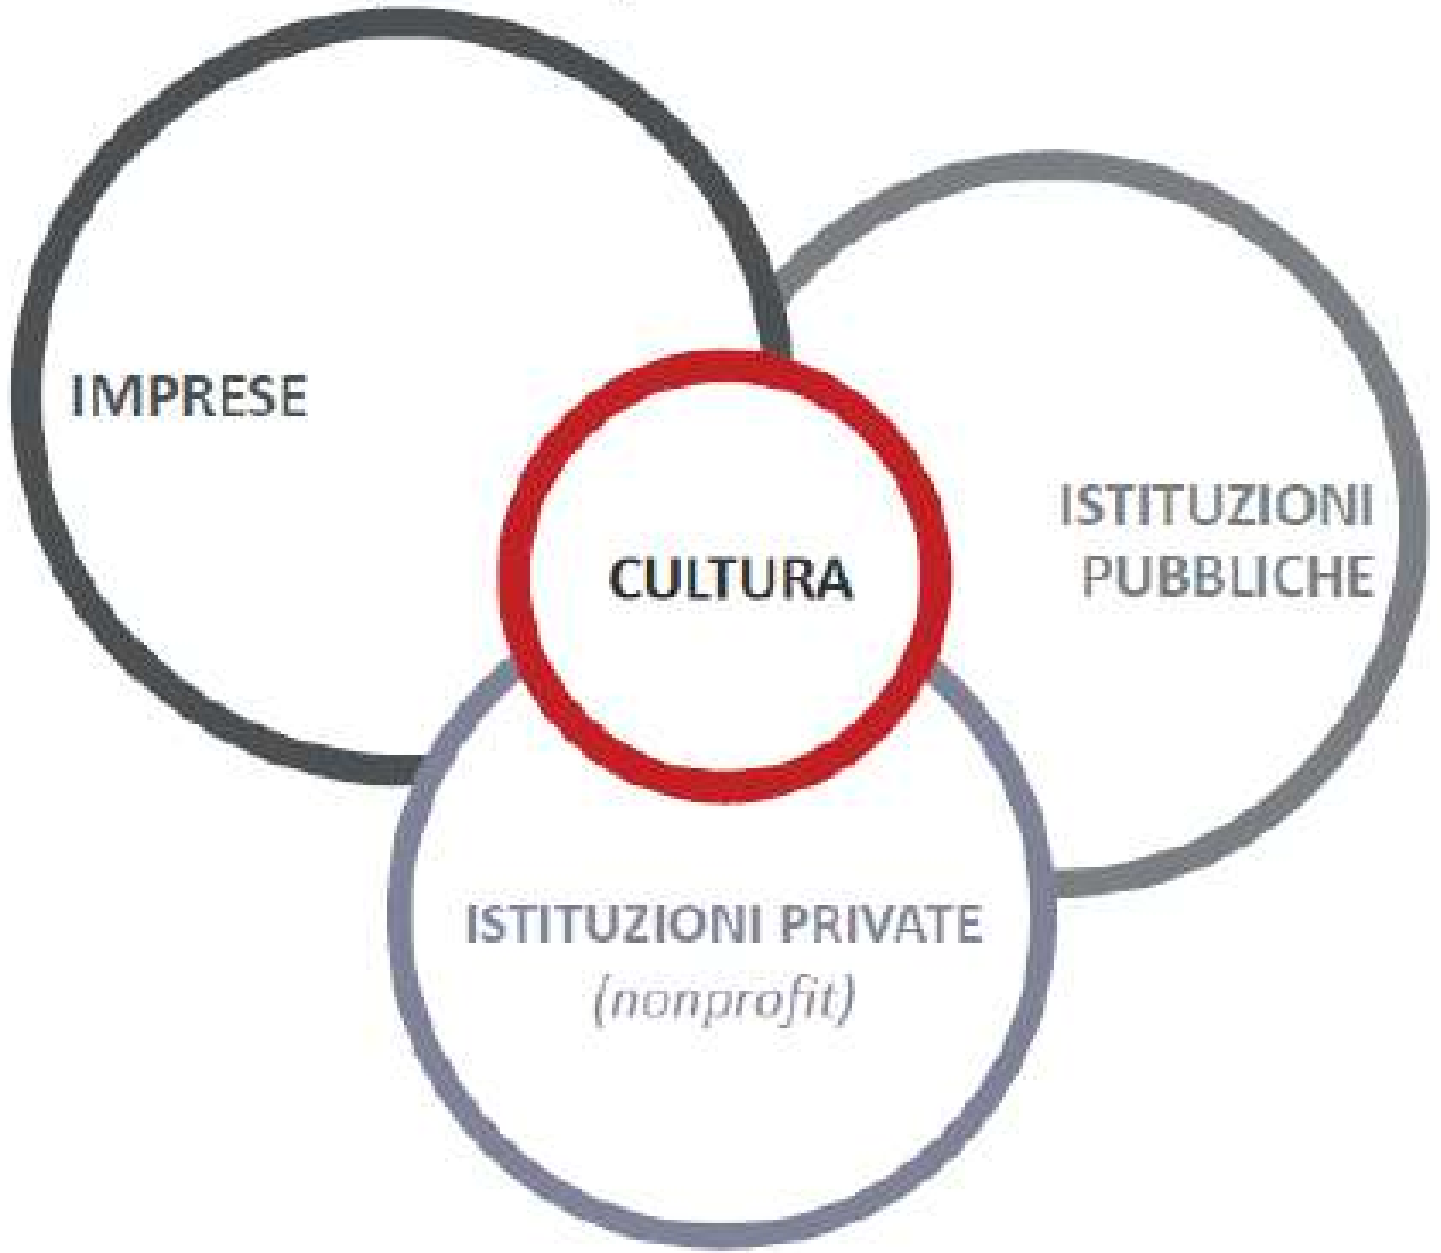 IMPRESE
CULTURA
ISTITUZIONI
PUBBLICHE
ISTITUZIONI PRIVATE
(nonprofit)